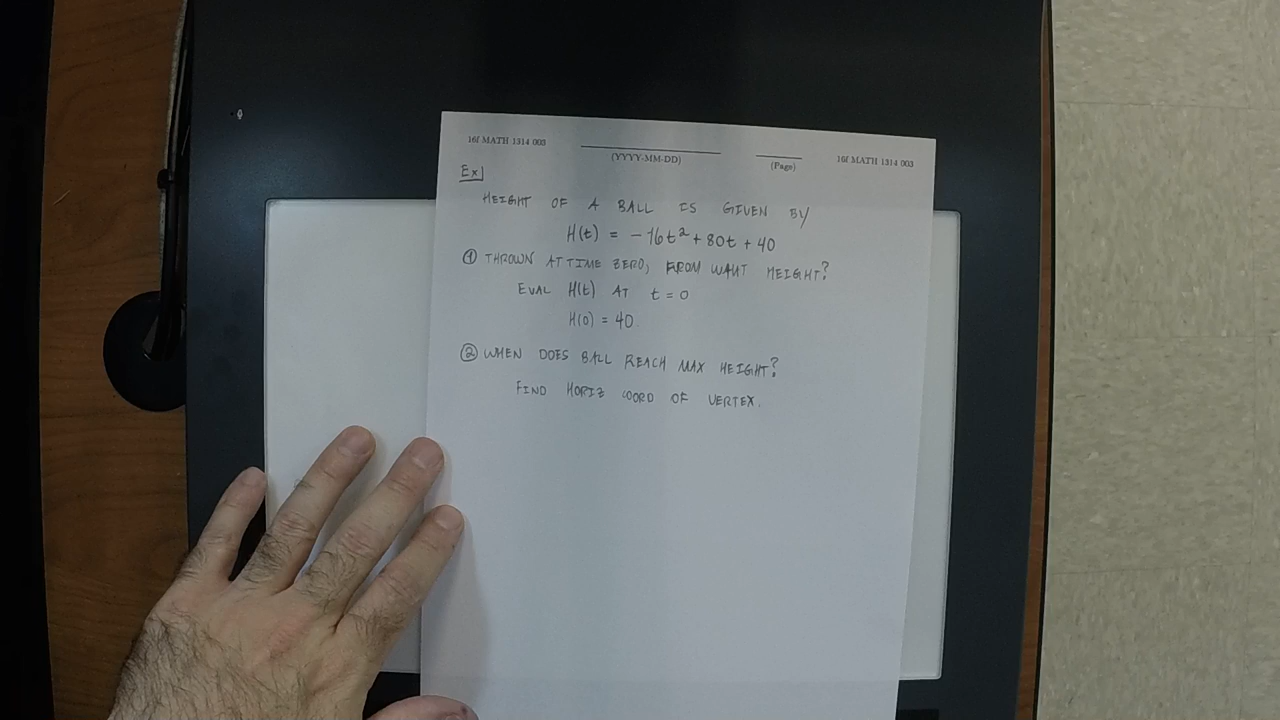 16f MATH 1314 003
(YYYY-MM-DD)
(Page)
16f MATH 1314 003
Ex]
HEIGHT OF A BALL IS GIVEN BY
H(t) = -16t² + 80t + 40
① THROWN AT TIME ZERO, FROM WAHT HEIGHT?
EVAL H(t) AT t = 0
H(0) = 40.
② WHEN DOES BALL REACH MAX HEIGHT?
FIND HORIZ COORD OF VERTEX.